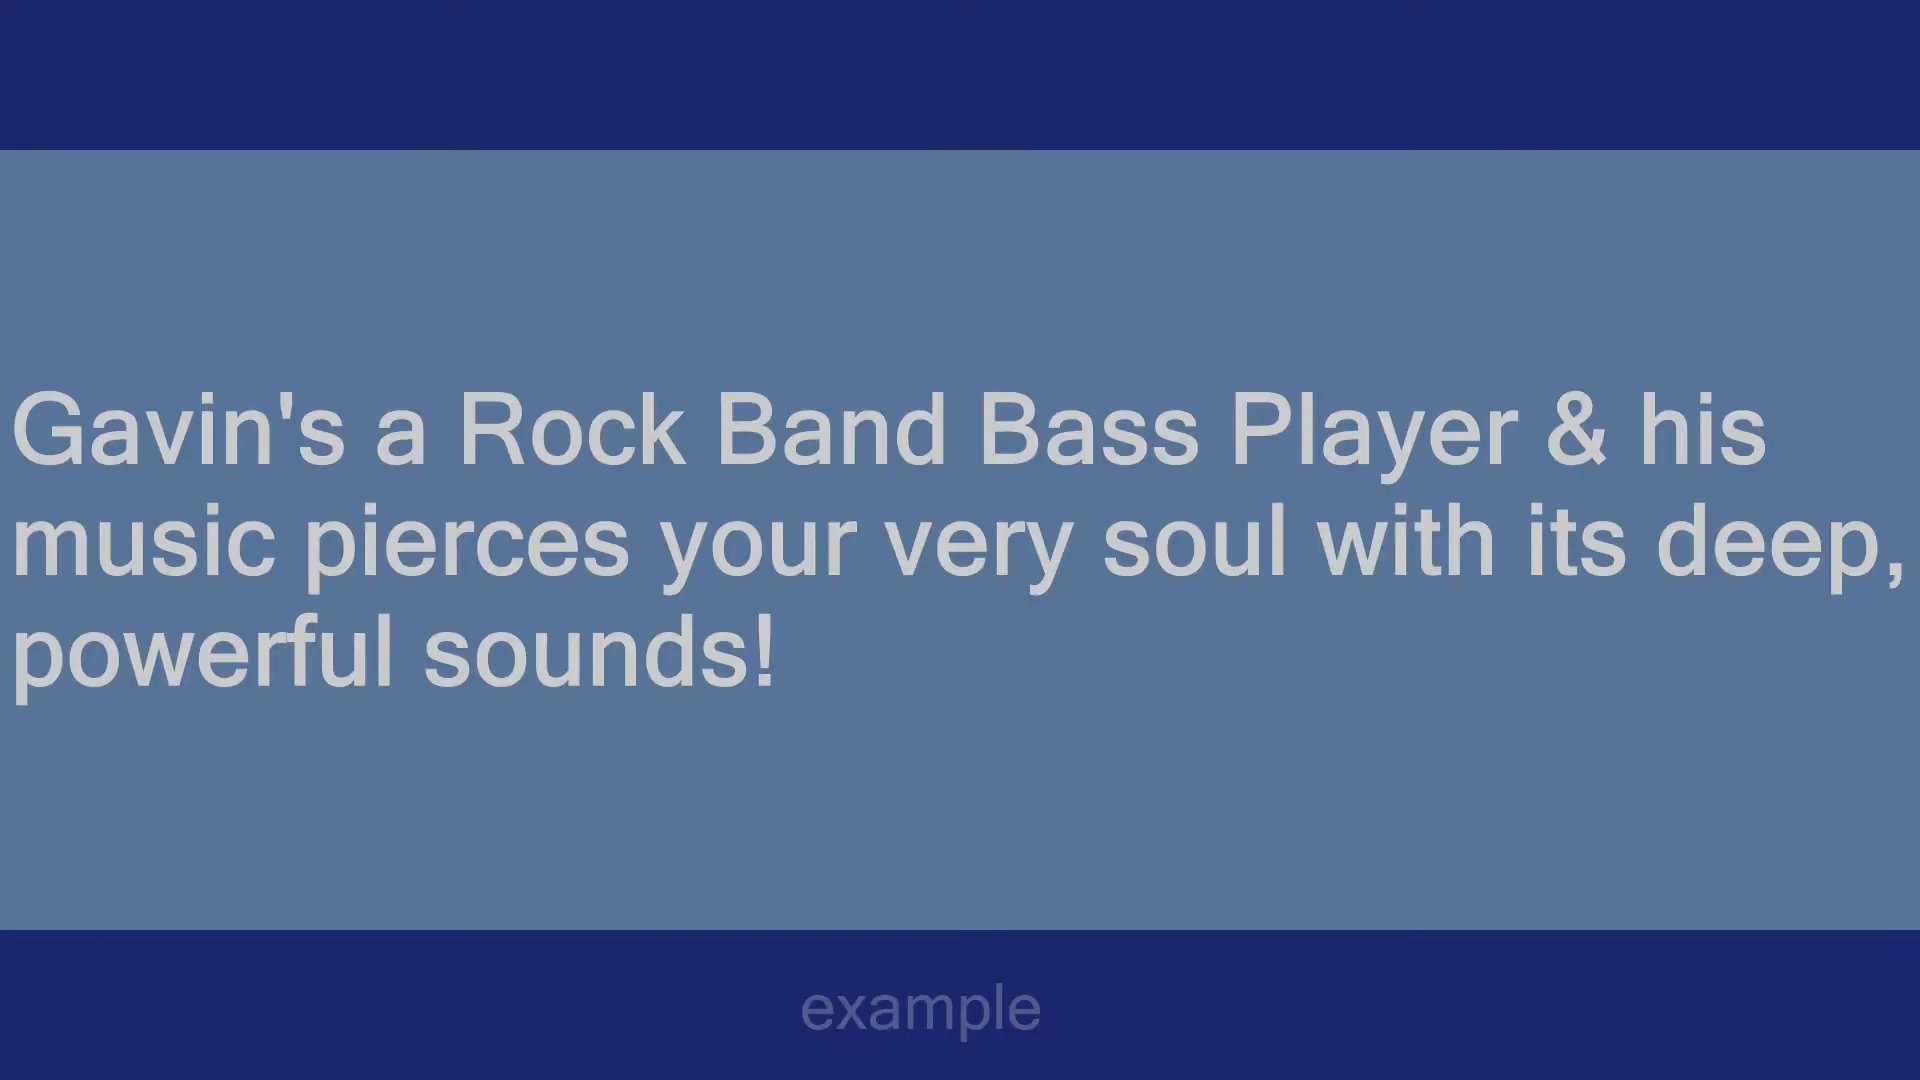 Gavin's a Rock Band Bass Player & his
music pierces your very soul with its deep,
powerful sounds!
example